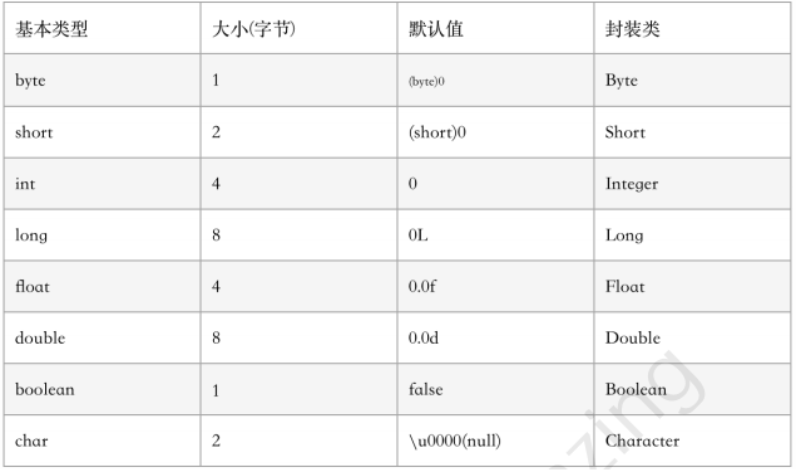 基本类型 大小(字节) 默认值 封装类
byte 1 (byte)0 Byte
short 2 (short)0 Short
int 4 0 Integer
long 8 0L Long
float 4 0.0f Float
double 8 0.0d Double
boolean 1 false Boolean
char 2 \u0000(null) Character